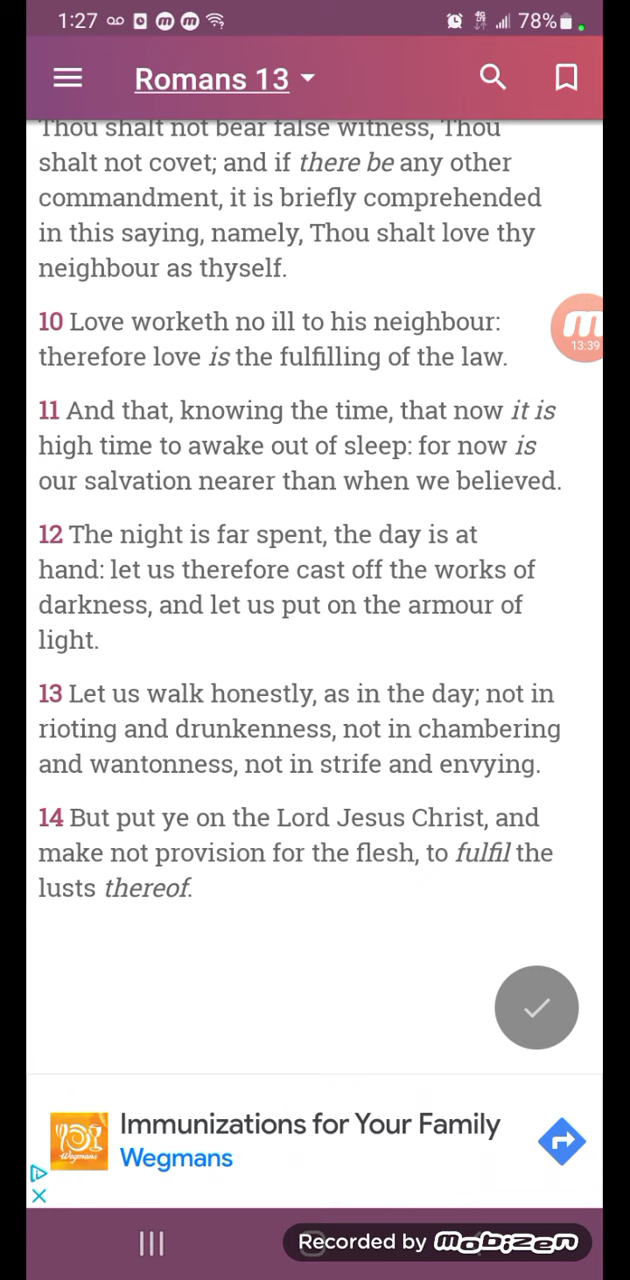 1:27
78%
Romans 13
Thou shalt not bear false witness, Thou
shalt not covet; and if there be any other
commandment, it is briefly comprehended
in this saying, namely, Thou shalt love thy
neighbour as thyself.
10 Love worketh no ill to his neighbour:
therefore love is the fulfilling of the law.
13:39
11 And that, knowing the time, that now it is
high time to awake out of sleep: for now is
our salvation nearer than when we believed.
12 The night is far spent, the day is at
hand: let us therefore cast off the works of
darkness, and let us put on the armour of
light.
13 Let us walk honestly, as in the day; not in
rioting and drunkenness, not in chambering
and wantonness, not in strife and envying.
14 But put ye on the Lord Jesus Christ, and
make not provision for the flesh, to fulfil the
lusts thereof.
Immunizations for Your Family
Wegmans
Wegmans
Recorded by mobizen